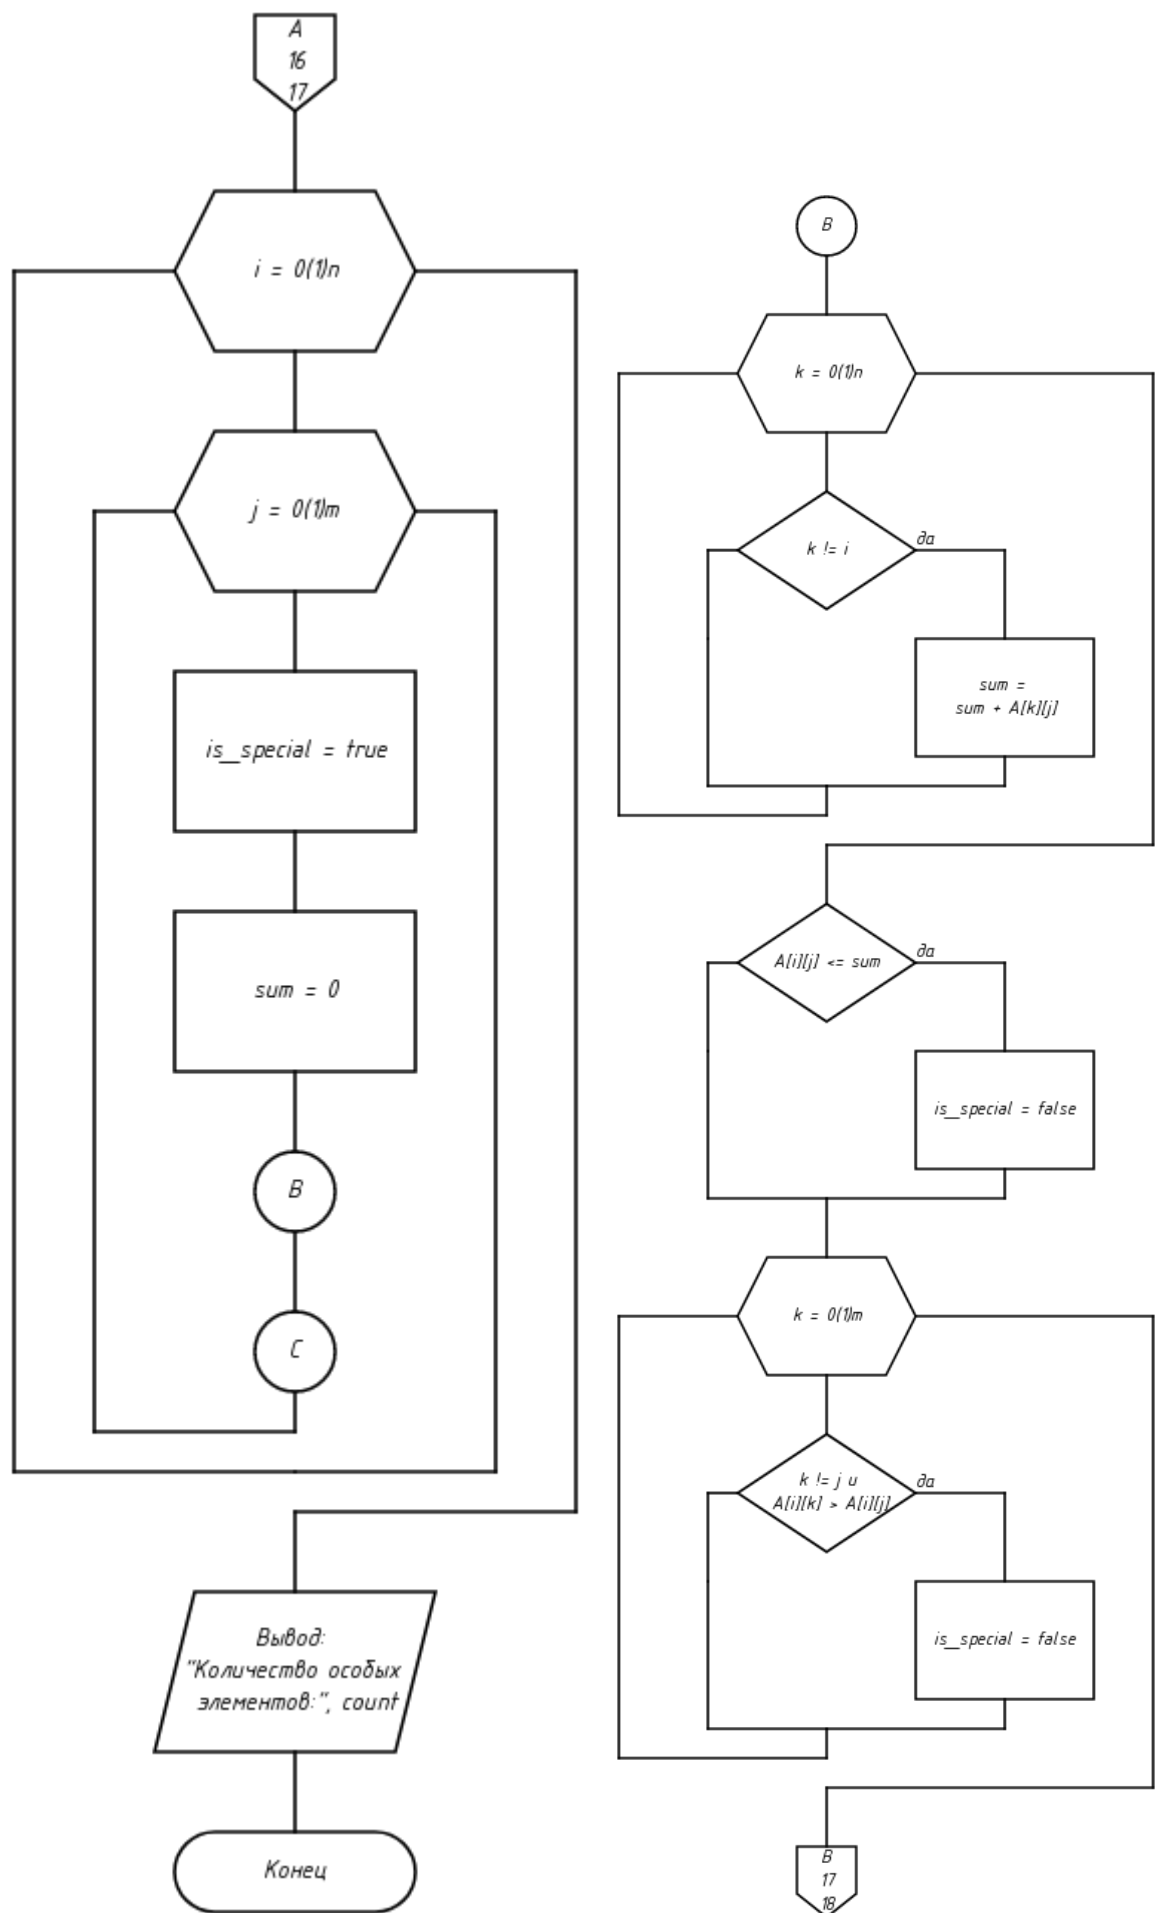 A
16
17
i = 0(1)n
j = 0(1)m
is_special = true
sum = 0
B
C
Вывод:
"Количество особых
элементов:", count
Конец
B
k = 0(1)n
k != i
да
sum =
sum + A[k][j]
A[i][j] <= sum
да
is_special = false
k = 0(1)m
k != j и
A[i][k] > A[i][j]
да
is_special = false
B
17
18